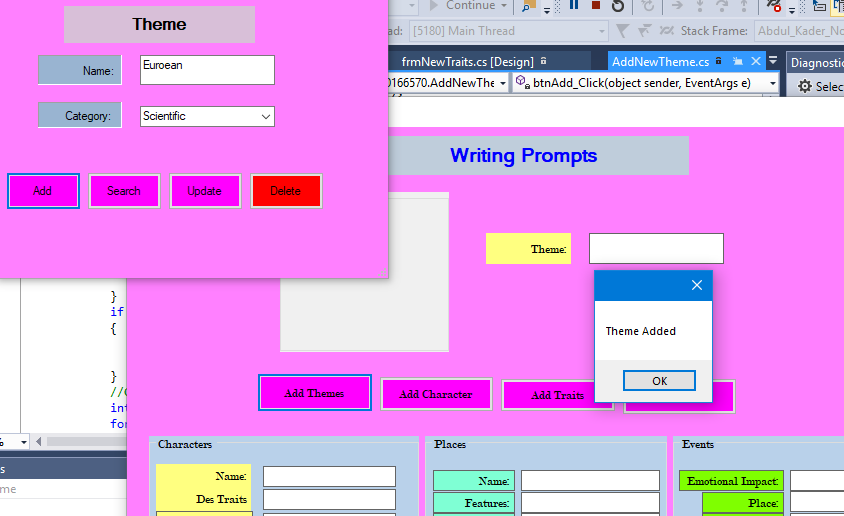 Theme
Name:
Euroean
Category:
Scientific
Add
Search
Update
Delete
Continue
ad:
[5180] Main Thread
Stack Frame:
Abdul_Kader_No
frmNewTraits.cs [Design]
AddNewTheme.cs
Diagnostic
0166570.AddNewThe
btnAdd_Click(object sender, EventArgs e)
Selec
Writing Prompts
Theme:
Theme Added
OK
Add Themes
Add Character
Add Traits
}
if
{
}
int
for
%
s
me
Characters
Name:
Des Traits
Places
Name:
Features:
Events
Emotional Impact:
Place: